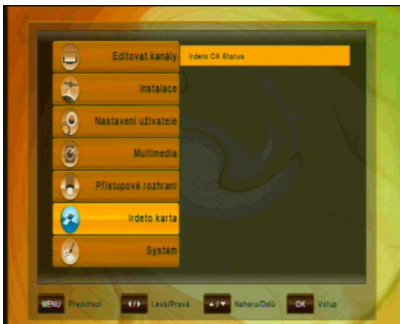 Editovat kanály
Irdeto CA Status
Instalace
Nastavení uživatele
Multimedia
Přístupové rozhraní
Irdeto karta
Systém
MENU Předchozí ◀/▶ Levá/Pravá ▲/▼ Nahoru/Dolů OK Vstup